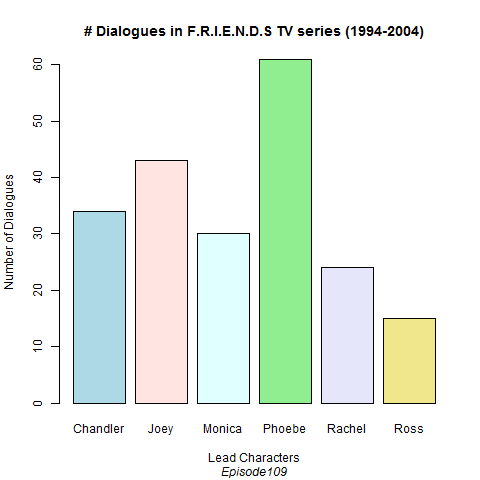 # Dialogues in F.R.I.E.N.D.S TV series (1994-2004)
Number of Dialogues
60
50
40
30
20
10
0
Chandler Joey Monica Phoebe Rachel Ross
Lead Characters
Episode109